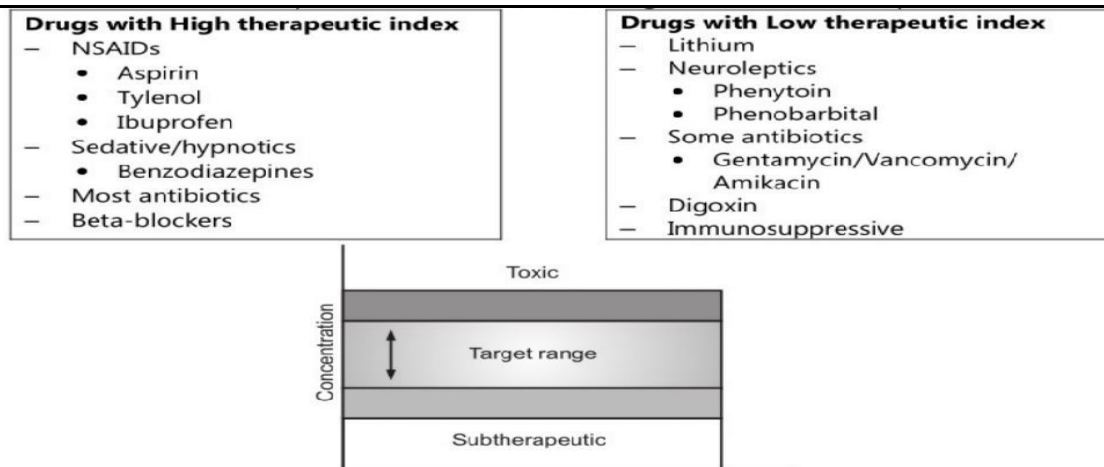 Drugs with High therapeutic index
– NSAIDs
• Aspirin
• Tylenol
• Ibuprofen
– Sedative/hypnotics
• Benzodiazepines
– Most antibiotics
– Beta-blockers
Drugs with Low therapeutic index
– Lithium
– Neuroleptics
• Phenytoin
• Phenobarbital
– Some antibiotics
• Gentamycin/Vancomycin/
Amikacin
– Digoxin
– Immunosuppressive
Toxic
Concentration
Target range
Subtherapeutic